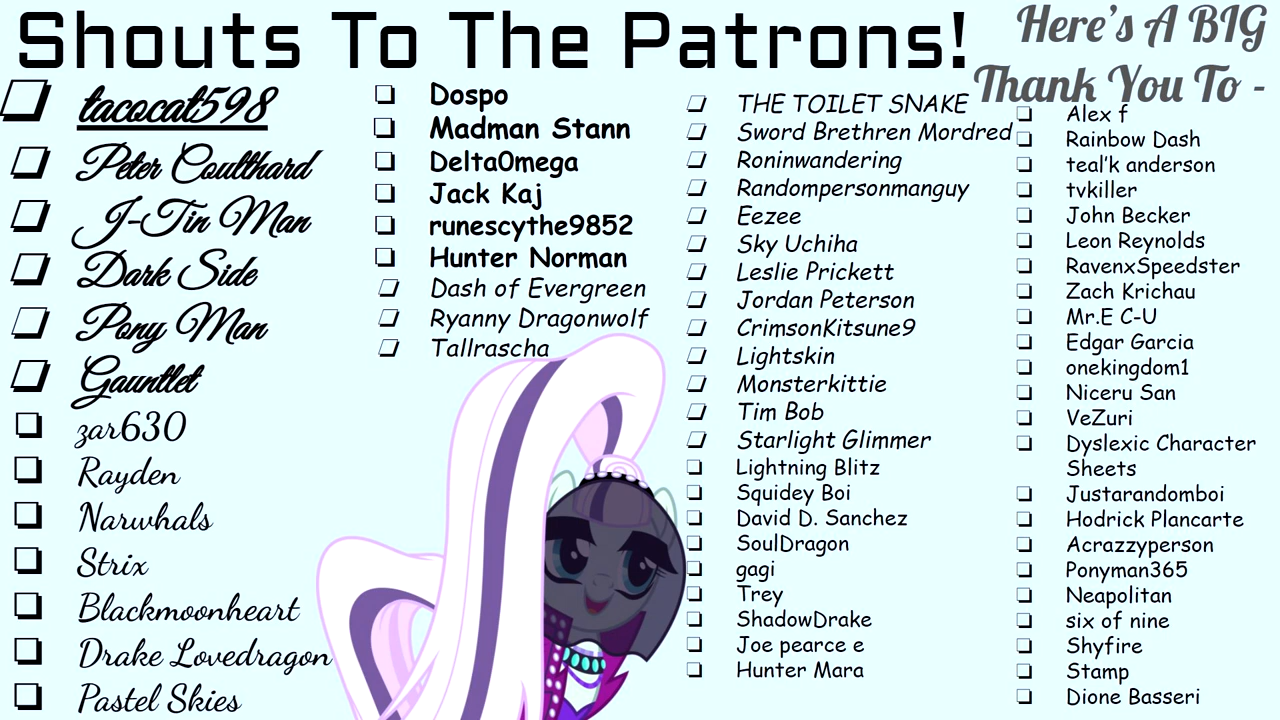 Shouts To The Patrons!
Here's A BIG
Thank You To -
tacocat598
Peter Coulthard
J-Tin Man
Dark Side
Pony Man
Gauntlet
zar630
Rayden
Narwhals
Strix
Blackmoonheart
Drake Lovedragon
Pastel Skies
Dospo
Madman Stann
Delta0mega
Jack Kaj
runescythe9852
Hunter Norman
Dash of Evergreen
Ryanny Dragonwolf
Tallrascha
THE TOILET SNAKE
Sword Brethren Mordred
Roninwandering
Randompersonmanguy
Eezee
Sky Uchiha
Leslie Prickett
Jordan Peterson
CrimsonKitsune9
Lightskin
Monsterkittie
Tim Bob
Starlight Glimmer
Lightning Blitz
Squidey Boi
David D. Sanchez
SoulDragon
gagi
Trey
ShadowDrake
Joe pearce e
Hunter Mara
Alex f
Rainbow Dash
teal'k anderson
tvkiller
John Becker
Leon Reynolds
RavenxSpeedster
Zach Krichau
Mr.E C-U
Edgar Garcia
onekingdom1
Niceru San
VeZuri
Dyslexic Character
Sheets
Justarandomboi
Hodrick Plancarte
Acrazzyperson
Ponyman365
Neapolitan
six of nine
Shyfire
Stamp
Dione Basseri